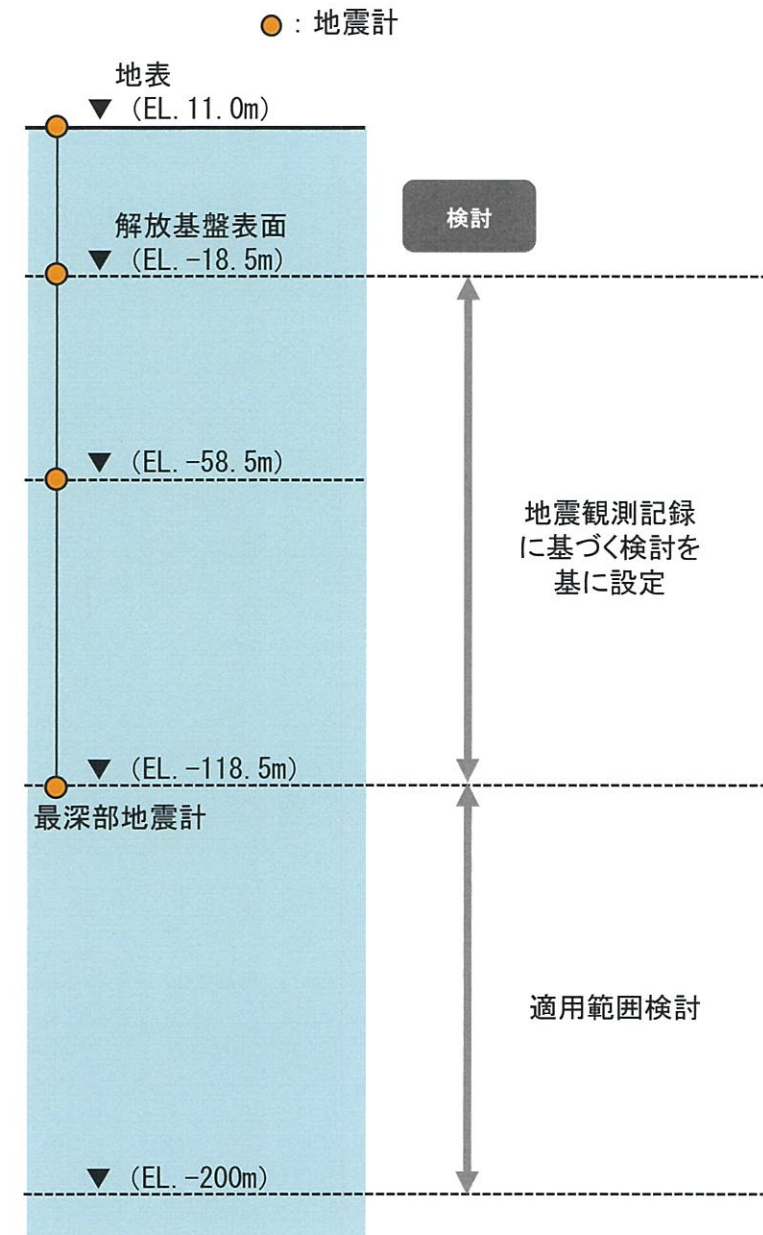 ：地震計
地表
▼ (EL. 11.0m)
検討
解放基盤表面
▼ (EL. -18.5m)
▼ (EL. -58.5m)
地震観測記録
に基づく検討を
基に設定
▼ (EL. -118.5m)
最深部地震計
適用範囲検討
▼ (EL. -200m)